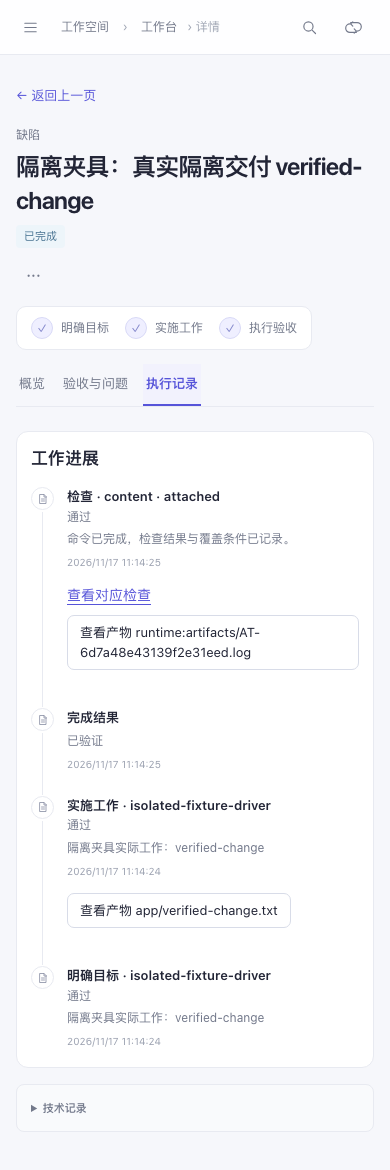 工作空间 › 工作台 › 详情
← 返回上一页
缺陷
隔离夹具：真实隔离交付 verified-
change
已完成
...
明确目标 实施工作 执行验收
概览 验收与问题 执行记录
工作进展
检查 · content · attached
通过
命令已完成，检查结果与覆盖条件已记录。
2026/11/17 11:14:25
查看对应检查
查看产物 runtime:artifacts/AT-
6d7a48e43139f2e31eed.log
完成结果
已验证
2026/11/17 11:14:25
实施工作 · isolated-fixture-driver
通过
隔离夹具实际工作：verified-change
2026/11/17 11:14:24
查看产物 app/verified-change.txt
明确目标 · isolated-fixture-driver
通过
隔离夹具实际工作：verified-change
2026/11/17 11:14:24
▶ 技术记录